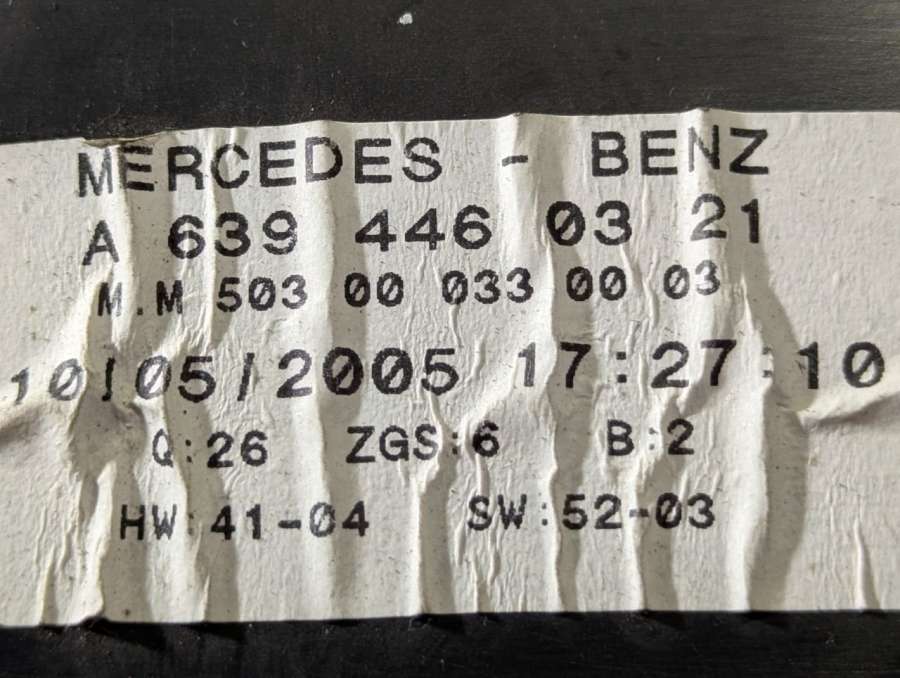 MERCEDES - BENZ
A 639 446 03 21
M.M 503 00 033 00 03
10/05/2005 17:27:10
Q:26 ZGS:6 B:2
HW:41-04 SW:52-03